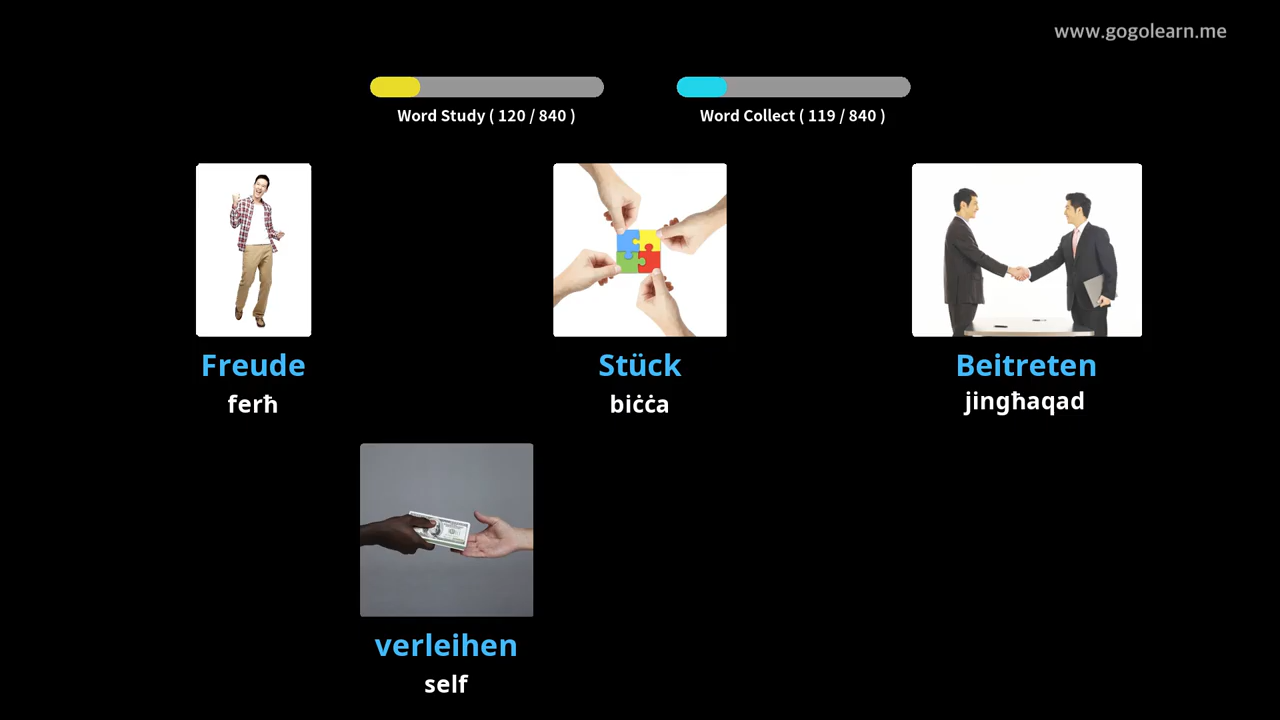 www.gogolearn.me
Word Study ( 120 / 840 )
Word Collect ( 119 / 840 )
Freude
ferħ
Stück
biċċa
Beitreten
jingħaqad
verleihen
self